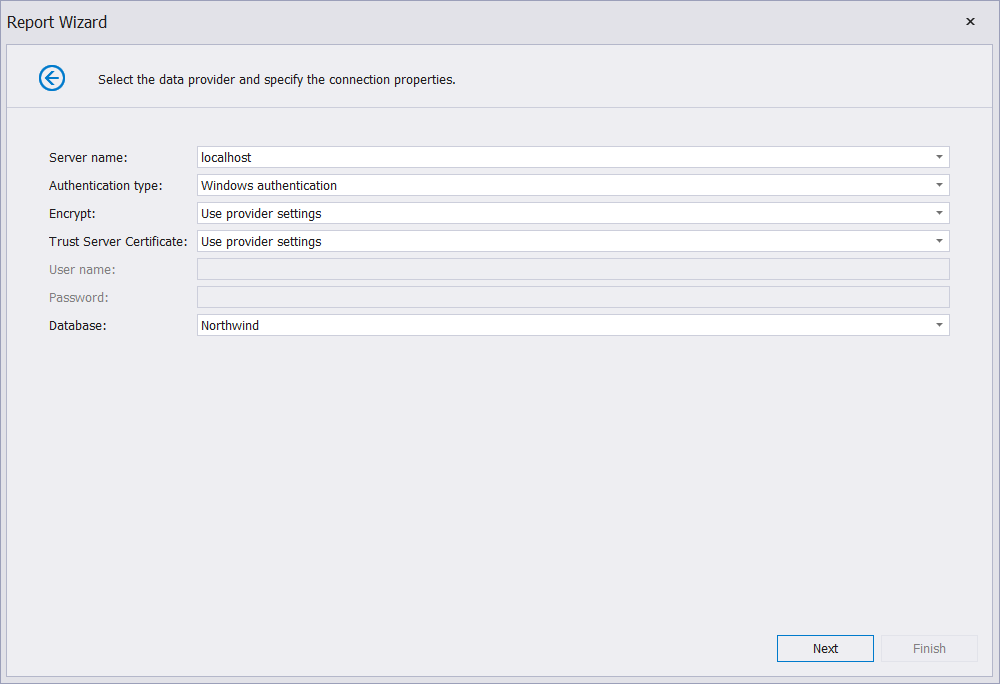 Report Wizard
Select the data provider and specify the connection properties.
Server name: localhost
Authentication type: Windows authentication
Encrypt: Use provider settings
Trust Server Certificate: Use provider settings
User name:
Password:
Database: Northwind
Next Finish